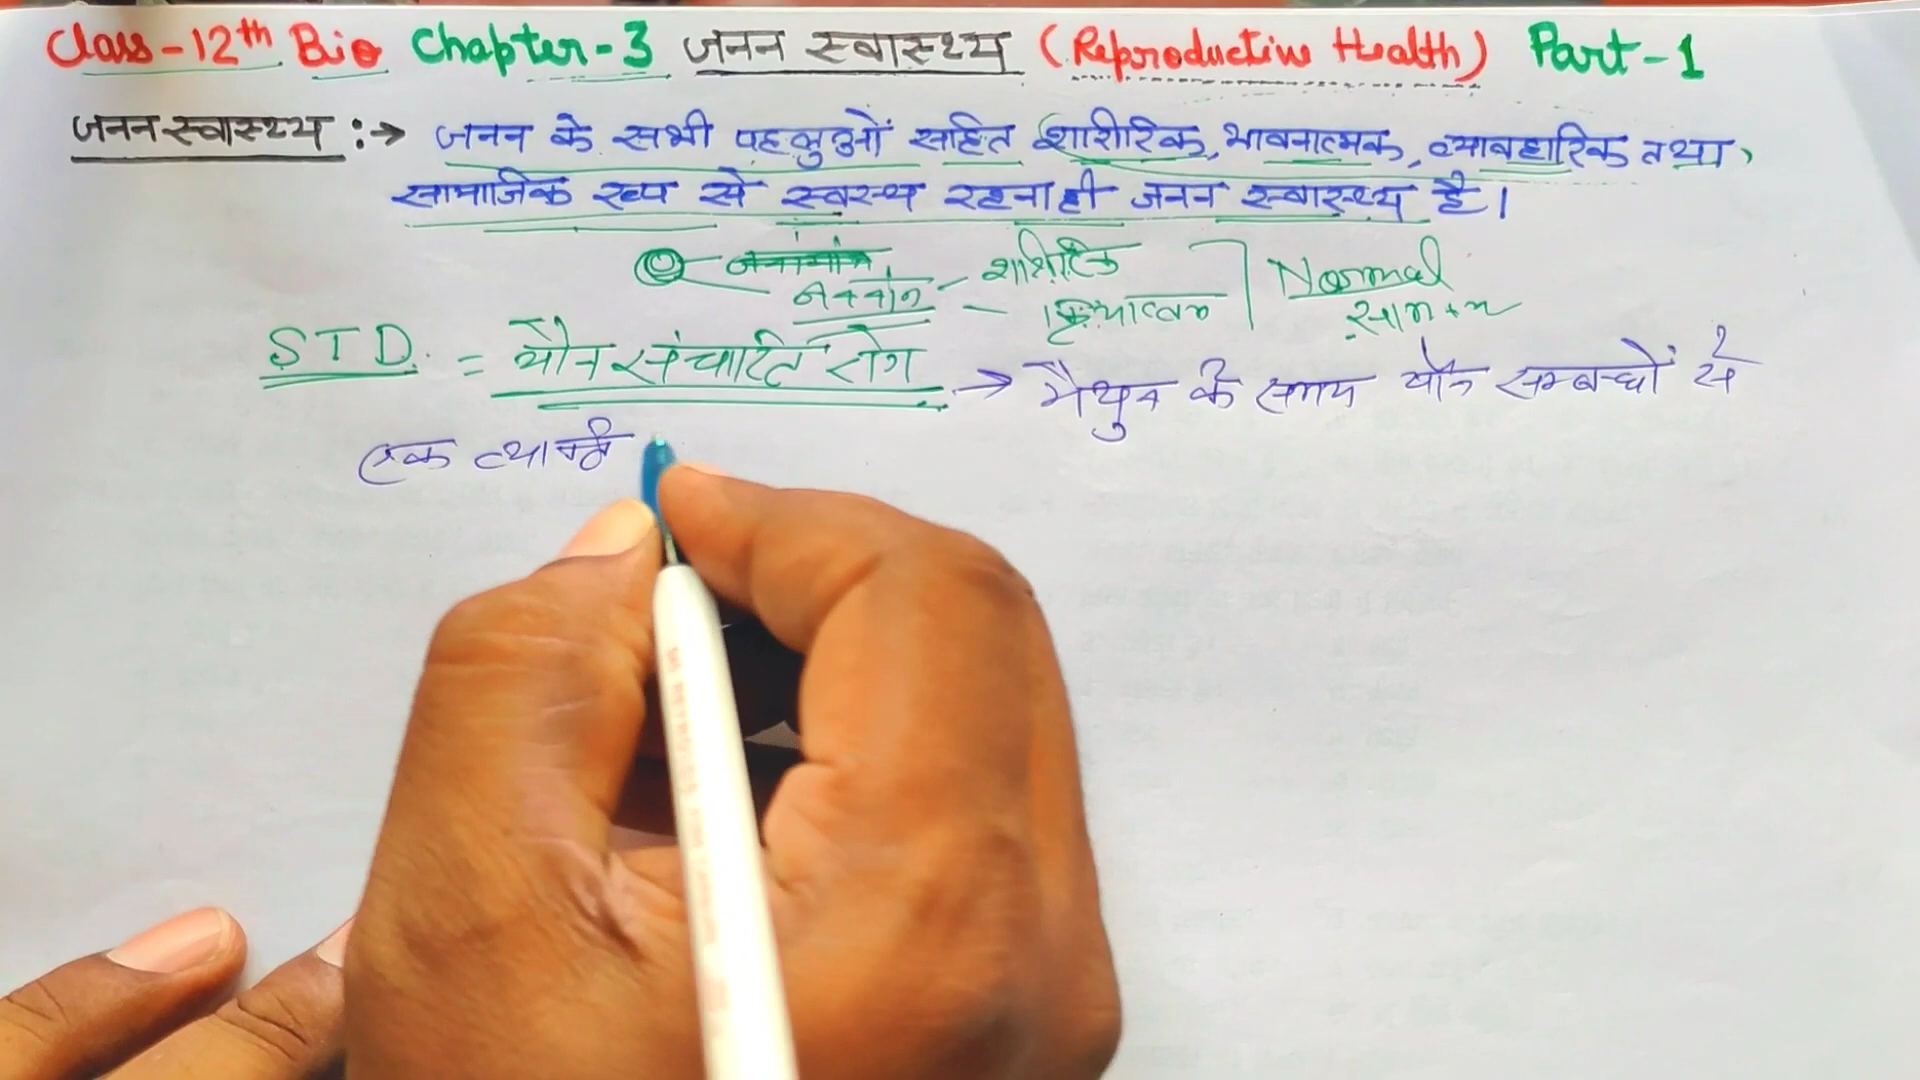 Class-12th Bio Chapter-3 जनन स्वास्थ्य (Reproductive Health) Part-1
जनन स्वास्थ्य :→ जनन के सभी पहलुओं सहित शारीरिक, भावनात्मक, व्यावहारिक तथा,
सामाजिक रूप से स्वस्थ रहना ही जनन स्वास्थ्य है।
शारीरिक
जननांग
क्रियात्मक
Normal
सामान्य
STD. = यौन संचारित रोग → मैथुन के समय यौन सम्बन्धों से
एक व्यक्ति